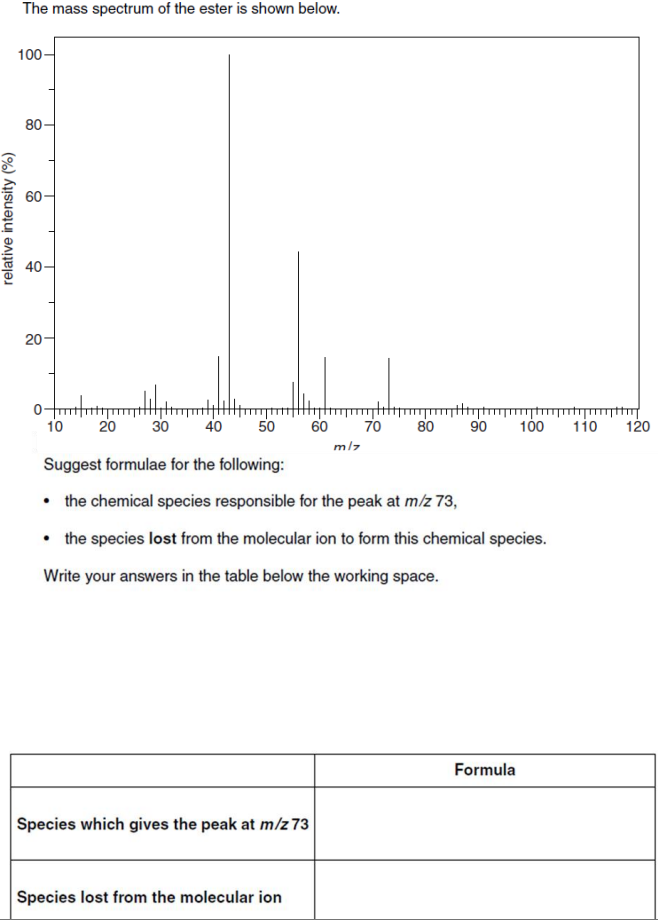 The mass spectrum of the ester is shown below.
100
80
60
40
20
0
relative intensity (%)
10 20 30 40 50 60 70 80 90 100 110 120
m/z
Suggest formulae for the following:
• the chemical species responsible for the peak at m/z 73,
• the species lost from the molecular ion to form this chemical species.
Write your answers in the table below the working space.
Formula
Species which gives the peak at m/z 73
Species lost from the molecular ion